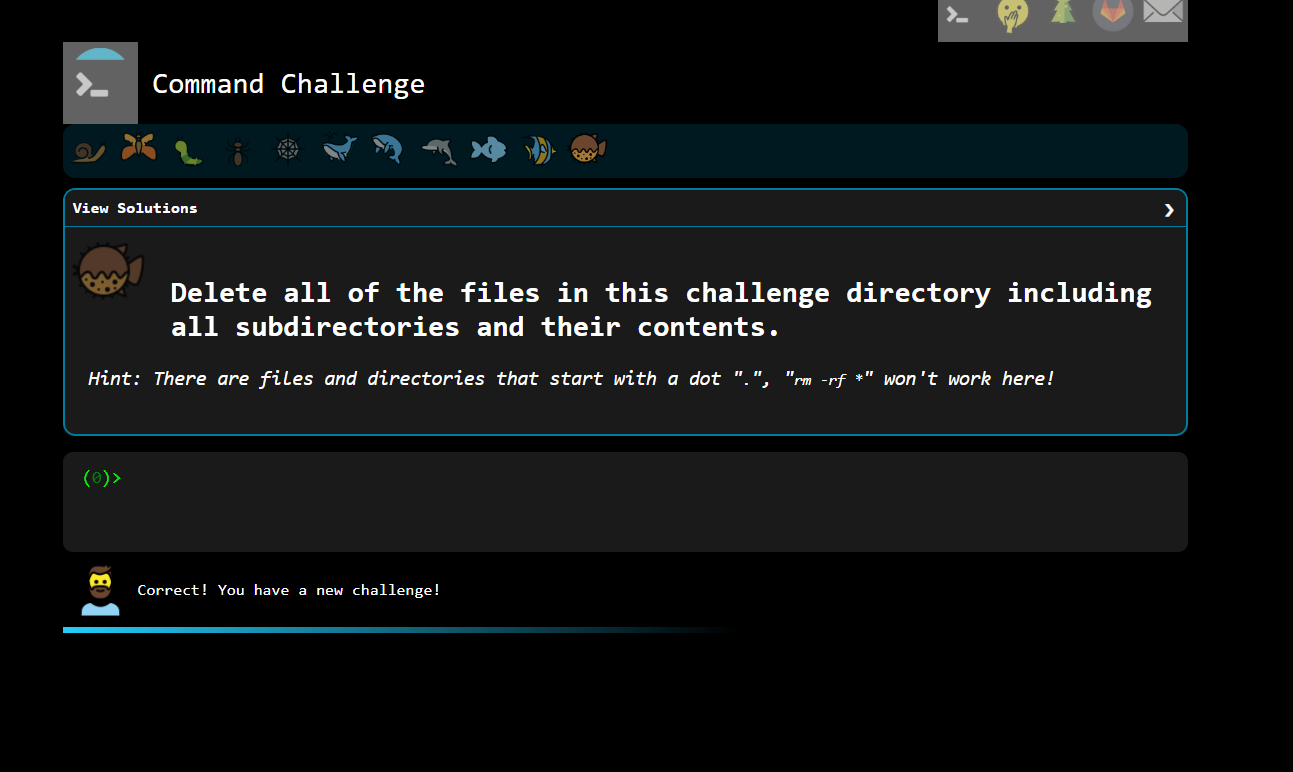 Command Challenge
View Solutions
Delete all of the files in this challenge directory including
all subdirectories and their contents.
Hint: There are files and directories that start with a dot ".", "rm -rf *" won't work here!
(0)>
Correct! You have a new challenge!